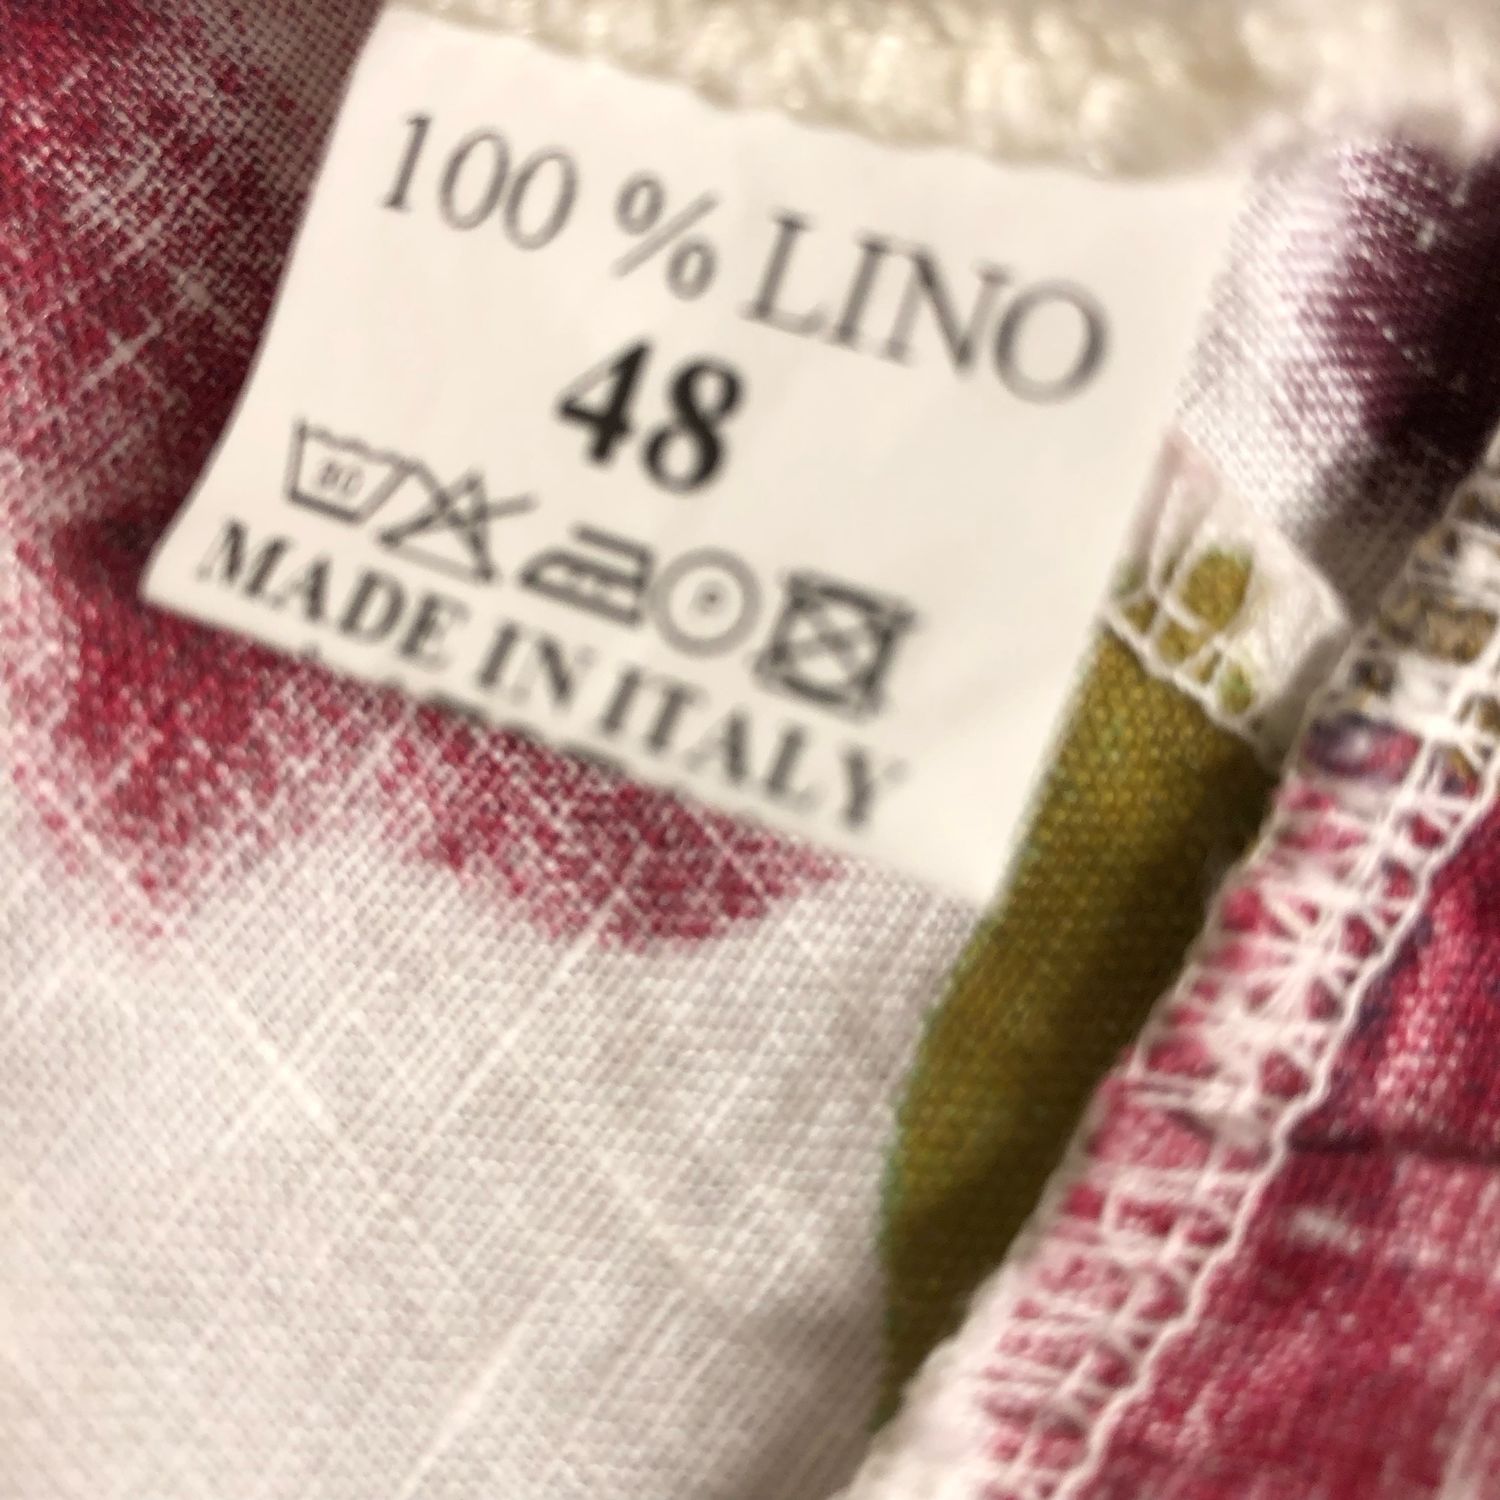 100 % LINO
48
MADE IN ITALY